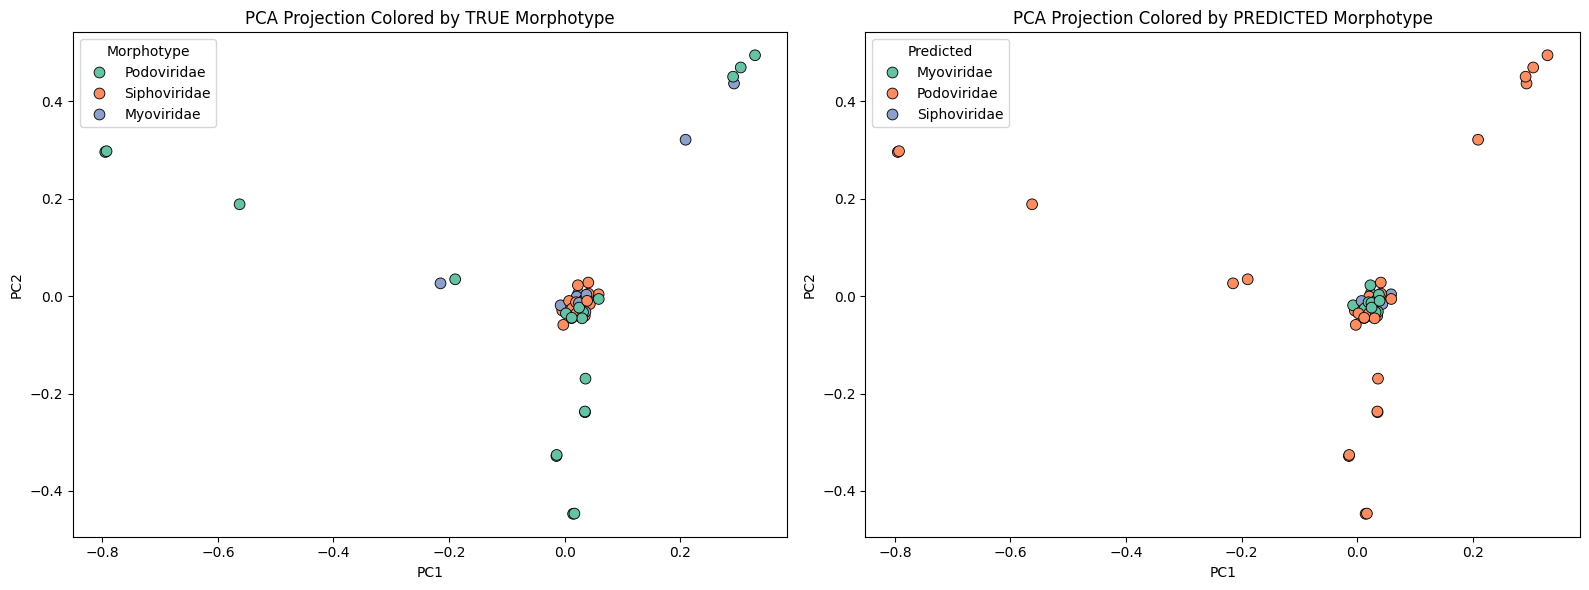 PCA Projection Colored by TRUE Morphotype
Morphotype
Podoviridae
Siphoviridae
Myoviridae
0.4
0.2
0.0
−0.2
−0.4
PC2
−0.8
−0.6
−0.4
−0.2
0.0
0.2
PC1
PCA Projection Colored by PREDICTED Morphotype
Predicted
Myoviridae
Podoviridae
Siphoviridae
0.4
0.2
0.0
−0.2
−0.4
PC2
−0.8
−0.6
−0.4
−0.2
0.0
0.2
PC1